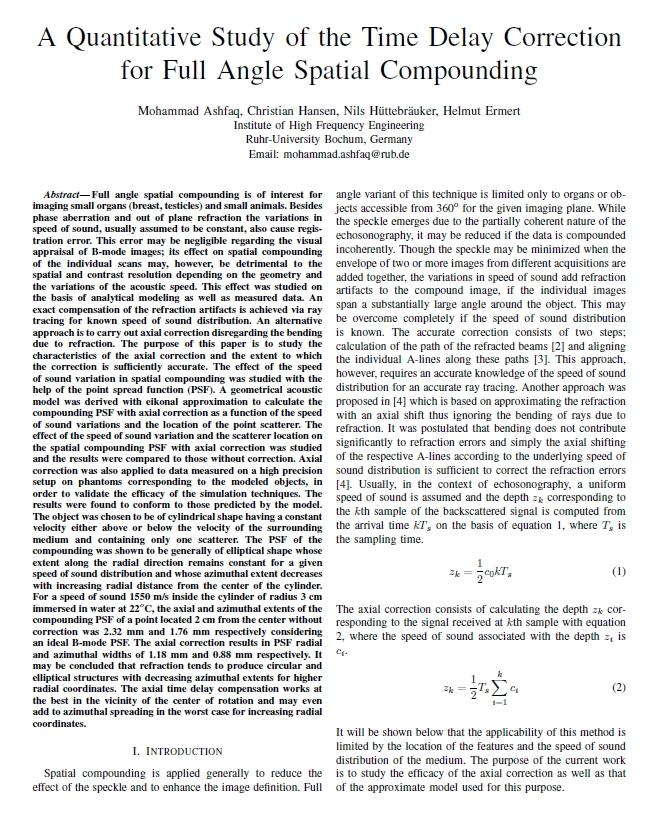 A Quantitative Study of the Time Delay Correction
for Full Angle Spatial Compounding
Mohammad Ashfaq, Christian Hansen, Nils Hüttebräuker, Helmut Ermert
Institute of High Frequency Engineering
Ruhr-University Bochum, Germany
Email: mohammad.ashfaq@rub.de
Abstract—Full angle spatial compounding is of interest for
imaging small organs (breast, testicles) and small animals. Besides
phase aberration and out of plane refraction the variations in
speed of sound, usually assumed to be constant, also cause regis-
tration error. This error may be negligible regarding the visual
appraisal of B-mode images; its effect on spatial compounding
of the individual scans may, however, be detrimental to the
spatial and contrast resolution depending on the geometry and
the variations of the acoustic speed. This effect was studied on
the basis of analytical modeling as well as measured data. An
exact compensation of the refraction artifacts is achieved via ray
tracing for known speed of sound distribution. An alternative
approach is to carry out axial correction disregarding the bending
due to refraction. The purpose of this paper is to study the
characteristics of the axial correction and the extent to which
the correction is sufficiently accurate. The effect of the speed
of sound variation in spatial compounding was studied with the
help of the point spread function (PSF). A geometrical acoustic
model was derived with eikonal approximation to calculate the
compounding PSF with axial correction as a function of the speed
of sound variations and the location of the point scatterer. The
effect of the speed of sound variation and the scatterer location on
the spatial compounding PSF with axial correction was studied
and the results were compared to those without correction. Axial
correction was also applied to data measured on a high precision
setup on phantoms corresponding to the modeled objects, in
order to validate the efficacy of the simulation techniques. The
results were found to conform to those predicted by the model.
The object was chosen to be of cylindrical shape having a constant
velocity either above or below the velocity of the surrounding
medium and containing only one scatterer. The PSF of the
compounding was shown to be generally of elliptical shape whose
extent along the radial direction remains constant for a given
speed of sound distribution and whose azimuthal extent decreases
with increasing radial distance from the center of the cylinder.
For a speed of sound 1550 m/s inside the cylinder of radius 3 cm
immersed in water at 22°C, the axial and azimuthal extents of the
compounding PSF of a point located 2 cm from the center without
correction was 2.32 mm and 1.76 mm respectively considering
an ideal B-mode PSF. The axial correction results in PSF radial
and azimuthal widths of 1.18 mm and 0.88 mm respectively. It
may be concluded that refraction tends to produce circular and
elliptical structures with decreasing azimuthal extents for higher
radial coordinates. The axial time delay compensation works at
the best in the vicinity of the center of rotation and may even
add to azimuthal spreading in the worst case for increasing radial
coordinates.
I. INTRODUCTION
Spatial compounding is applied generally to reduce the
effect of the speckle and to enhance the image definition. Full
angle variant of this technique is limited only to organs or ob-
jects accessible from 360° for the given imaging plane. While
the speckle emerges due to the partially coherent nature of the
echosonography, it may be reduced if the data is compounded
incoherently. Though the speckle may be minimized when the
envelope of two or more images from different acquisitions are
added together, the variations in speed of sound add refraction
artifacts to the compound image, if the individual images
span a substantially large angle around the object. This may
be overcome completely if the speed of sound distribution
is known. The accurate correction consists of two steps;
calculation of the path of the refracted beams [2] and aligning
the individual A-lines along these paths [3]. This approach,
however, requires an accurate knowledge of the speed of sound
distribution for an accurate ray tracing. Another approach was
proposed in [4] which is based on approximating the refraction
with an axial shift thus ignoring the bending of rays due to
refraction. It was postulated that bending does not contribute
significantly to refraction errors and simply the axial shifting
of the respective A-lines according to the underlying speed of
sound distribution is sufficient to correct the refraction errors
[4]. Usually, in the context of echosonography, a uniform
speed of sound is assumed and the depth z_k corresponding to
the kth sample of the backscattered signal is computed from
the arrival time kT_s on the basis of equation 1, where T_s is
the sampling time.
z_k = 1/2 c_0 k T_s (1)
The axial correction consists of calculating the depth z_k cor-
responding to the signal received at kth sample with equation
2, where the speed of sound associated with the depth z_i is
c_i.
z_k = 1/2 T_s ∑_{i=1}^{k} c_i (2)
It will be shown below that the applicability of this method is
limited by the location of the features and the speed of sound
distribution of the medium. The purpose of the current work
is to study the efficacy of the axial correction as well as that
of the approximate model used for this purpose.